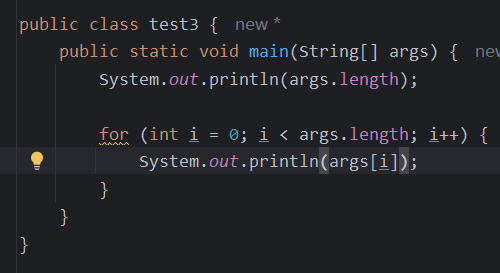 public class test3 { new *
public static void main(String[] args) { new
System.out.println(args.length);
for (int i = 0; i < args.length; i++) {
System.out.println(args[i]);
}
}
}